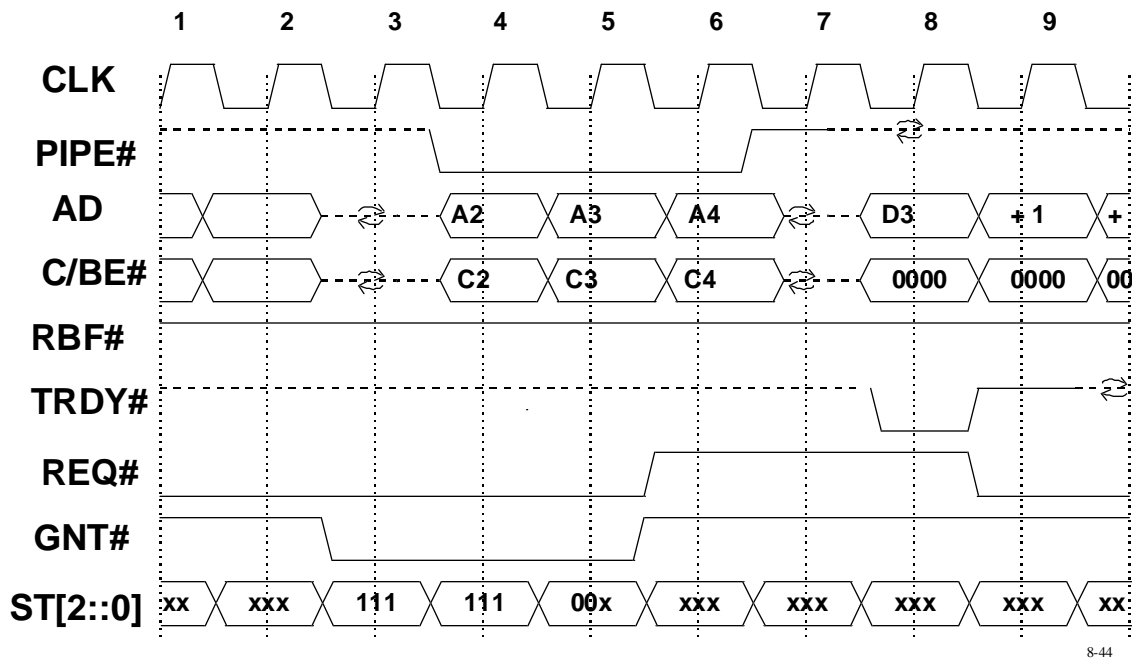 1 2 3 4 5 6 7 8 9
CLK
PIPE#
AD A2 A3 A4 D3 +1 +
C/BE# C2 C3 C4 0000 0000 00
RBF#
TRDY#
REQ#
GNT#
ST[2::0] xx xxx 111 111 00x xxx xxx xxx xxx xx
8-44